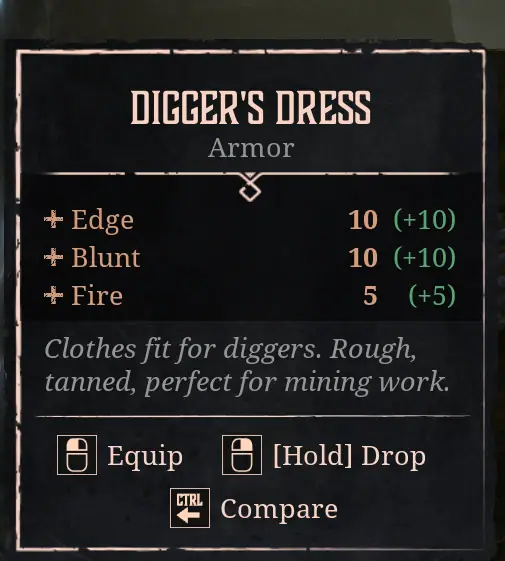 DIGGER'S DRESS
Armor
Edge 10 (+10)
Blunt 10 (+10)
Fire 5 (+5)
Clothes fit for diggers. Rough,
tanned, perfect for mining work.
Equip [Hold] Drop
CTRL Compare